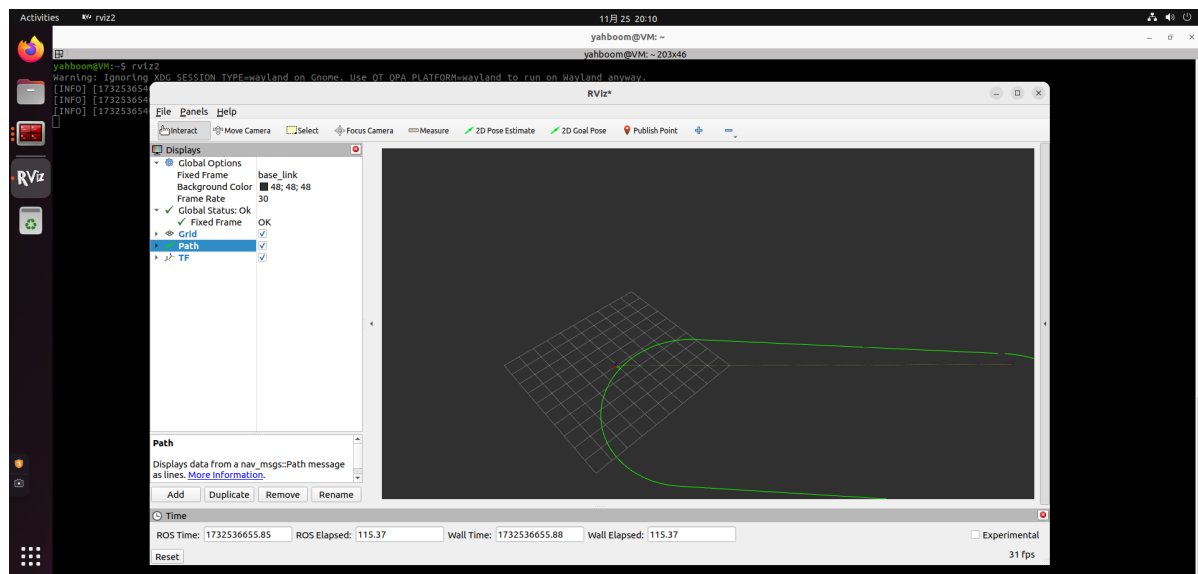 Activities
rviz2
11月 25 20:10
yahboom@VM: ~
yahboom@VM: ~ 203x46
yahboom@VM:~$ rviz2
Warning: Ignoring XDG_SESSION_TYPE=wayland on Gnome. Use QT_QPA_PLATFORM=wayland to run on Wayland anyway.
[INFO] [173253654
[INFO] [173253654
[INFO] [173253654
RViz*
File Panels Help
Interact Move Camera Select Focus Camera Measure 2D Pose Estimate 2D Goal Pose Publish Point
Displays
Global Options
Fixed Frame base_link
Background Color 48; 48; 48
Frame Rate 30
Global Status: Ok
Fixed Frame OK
Grid
Path
TF
RViz
Path
Displays data from a nav_msgs::Path message
as lines. More Information.
Add Duplicate Remove Rename
Time
ROS Time: 1732536655.85 ROS Elapsed: 115.37 Wall Time: 1732536655.88 Wall Elapsed: 115.37 Experimental
Reset 31 fps